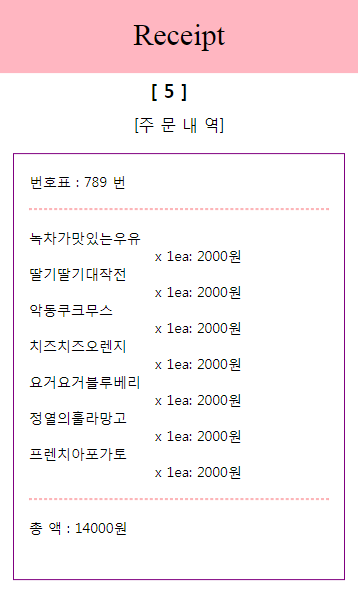 Receipt
[ 5 ]
[주 문 내 역]
번호표 : 789 번
녹차가맛있는우유
x 1ea: 2000원
딸기딸기대작전
x 1ea: 2000원
악동쿠크무스
x 1ea: 2000원
치즈치즈오렌지
x 1ea: 2000원
요거요거블루베리
x 1ea: 2000원
정열의훌라망고
x 1ea: 2000원
프렌치아포가토
x 1ea: 2000원
총 액 : 14000원